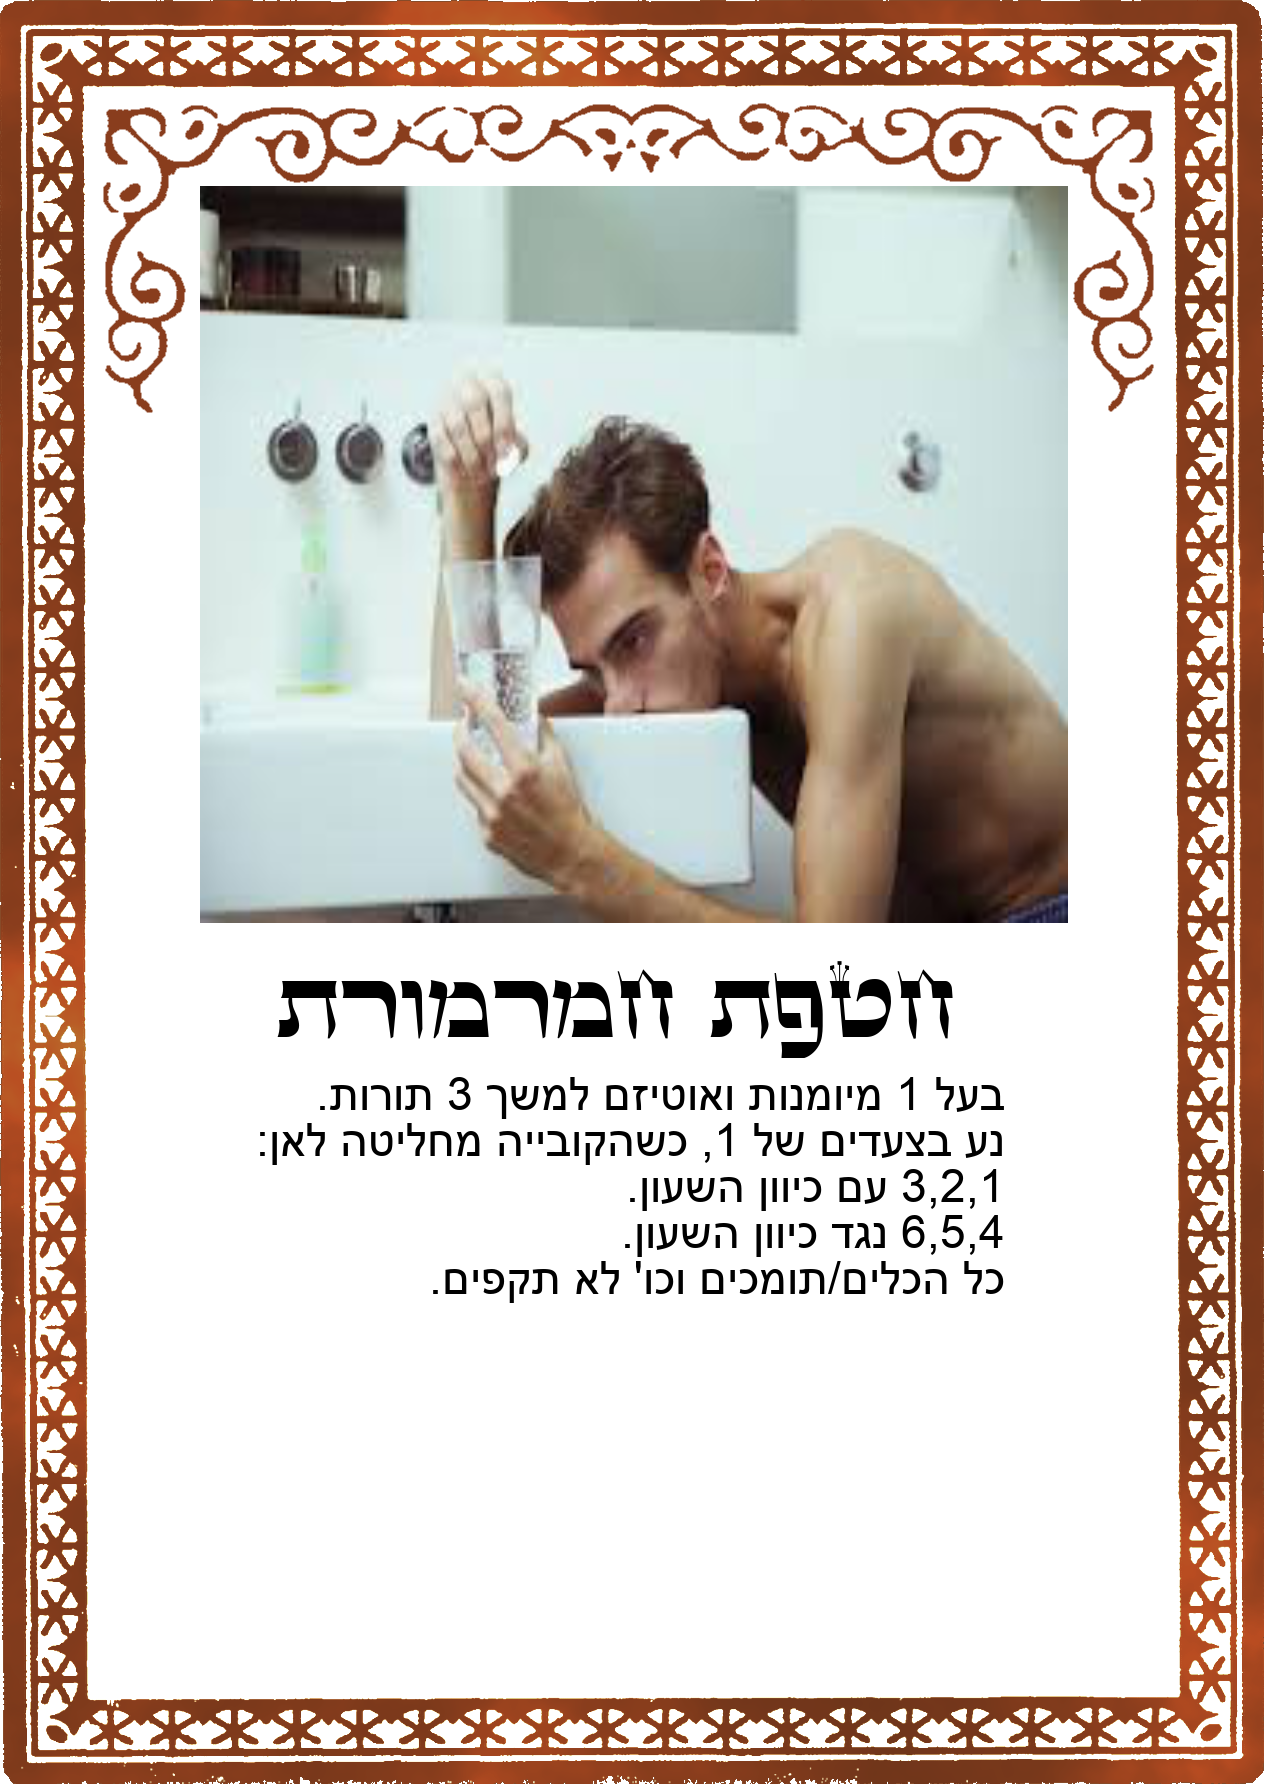 חטפת חמרמורת
בעל 1 מיומנות ואוטיזם למשך 3 תורות.
נע בצעדים של 1, כשהקובייה מחליטה לאן:
3,2,1 עם כיוון השעון.
6,5,4 נגד כיוון השעון.
כל הכלים/תומכים וכו' לא תקפים.